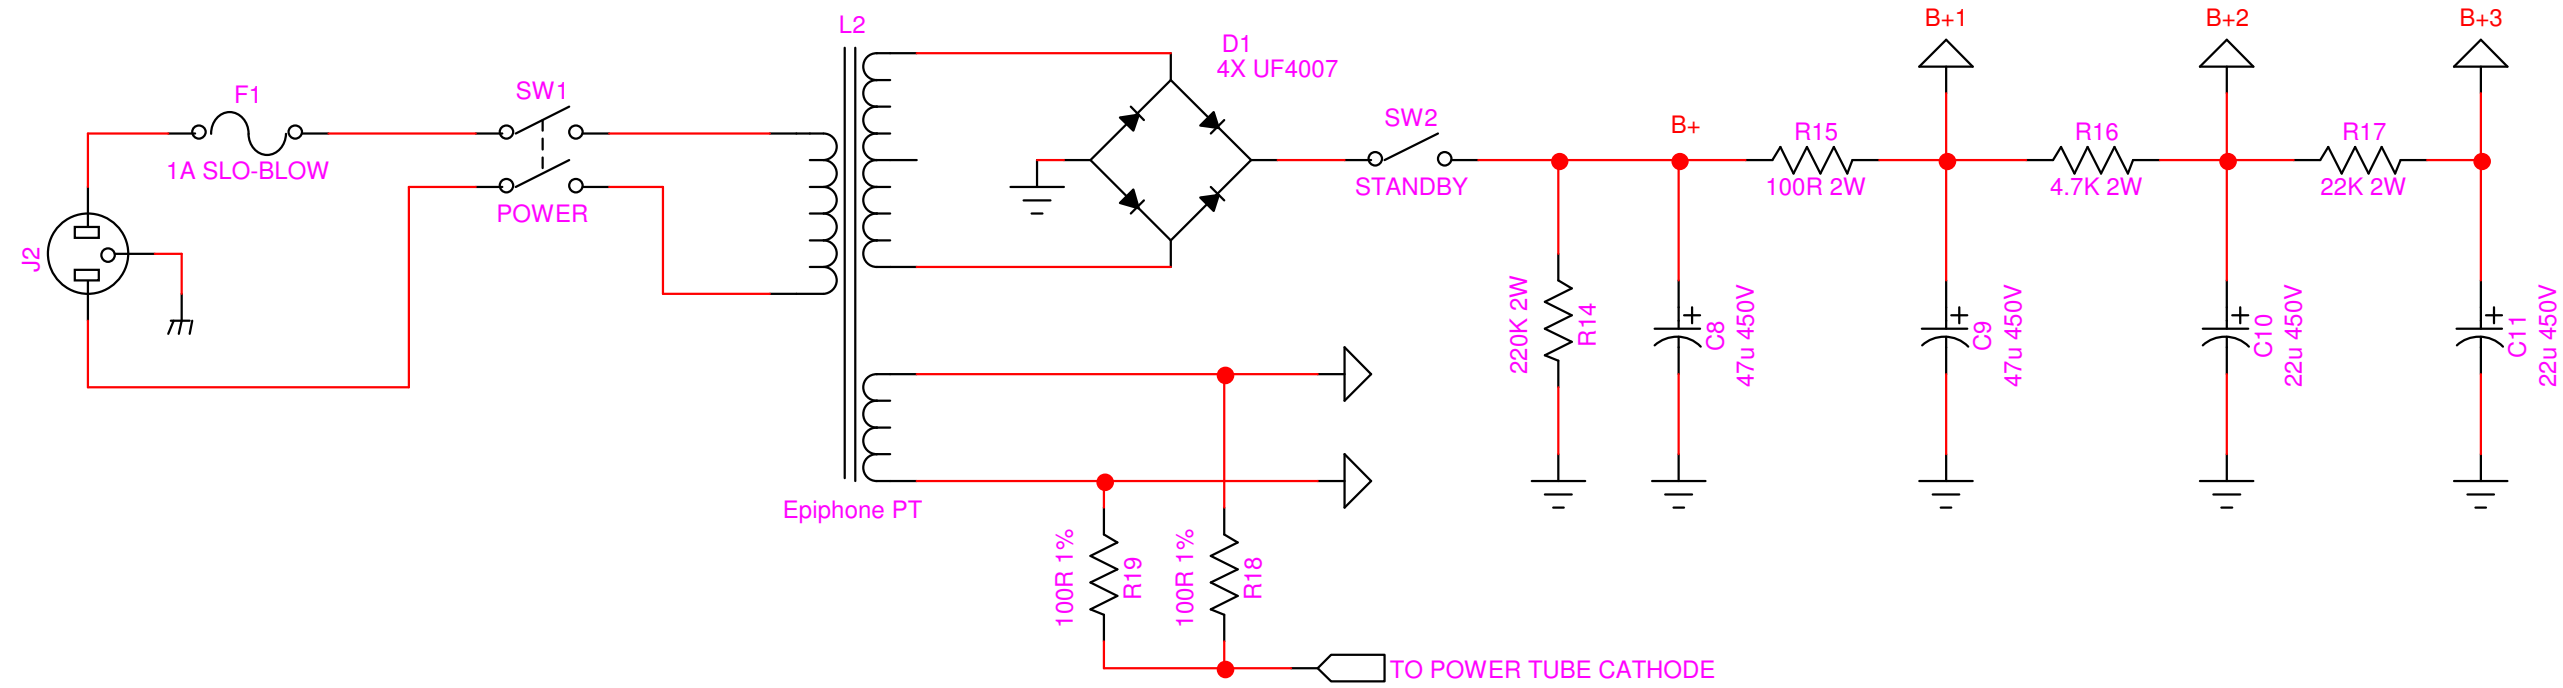 L2
F1
1A SLO-BLOW
SW1
POWER
J2
D1
4X UF4007
SW2
STANDBY
B+
B+1
B+2
B+3
R15
100R 2W
R16
4.7K 2W
R17
22K 2W
220K 2W
R14
+
C8
47u 450V
+
C9
47u 450V
+
C10
22u 450V
+
C11
22u 450V
Epiphone PT
100R 1%
R19
100R 1%
R18
TO POWER TUBE CATHODE